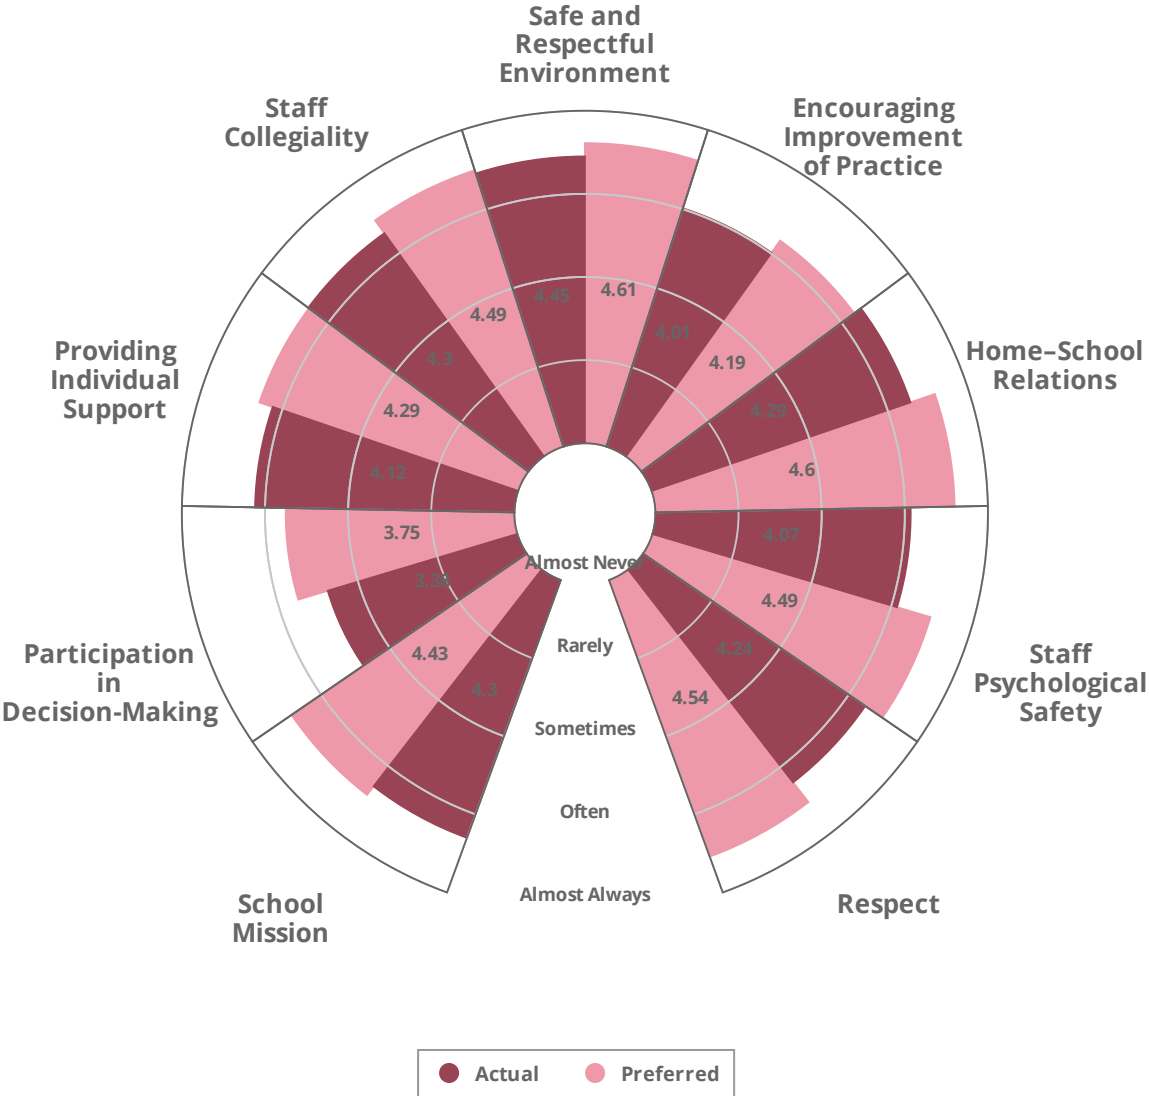 Safe and
Respectful
Environment
Staff
Collegiality
Encouraging
Improvement
of Practice
Providing
Individual
Support
Home–School
Relations
4.45
4.61
4.49
4.01
4.3
4.19
4.29
4.29
4.12
4.6
3.75
4.07
3.38
4.49
4.43
4.24
4.3
4.54
Almost Never
Rarely
Sometimes
Often
Almost Always
Participation
in
Decision-Making
Staff
Psychological
Safety
School
Mission
Respect
Actual
Preferred